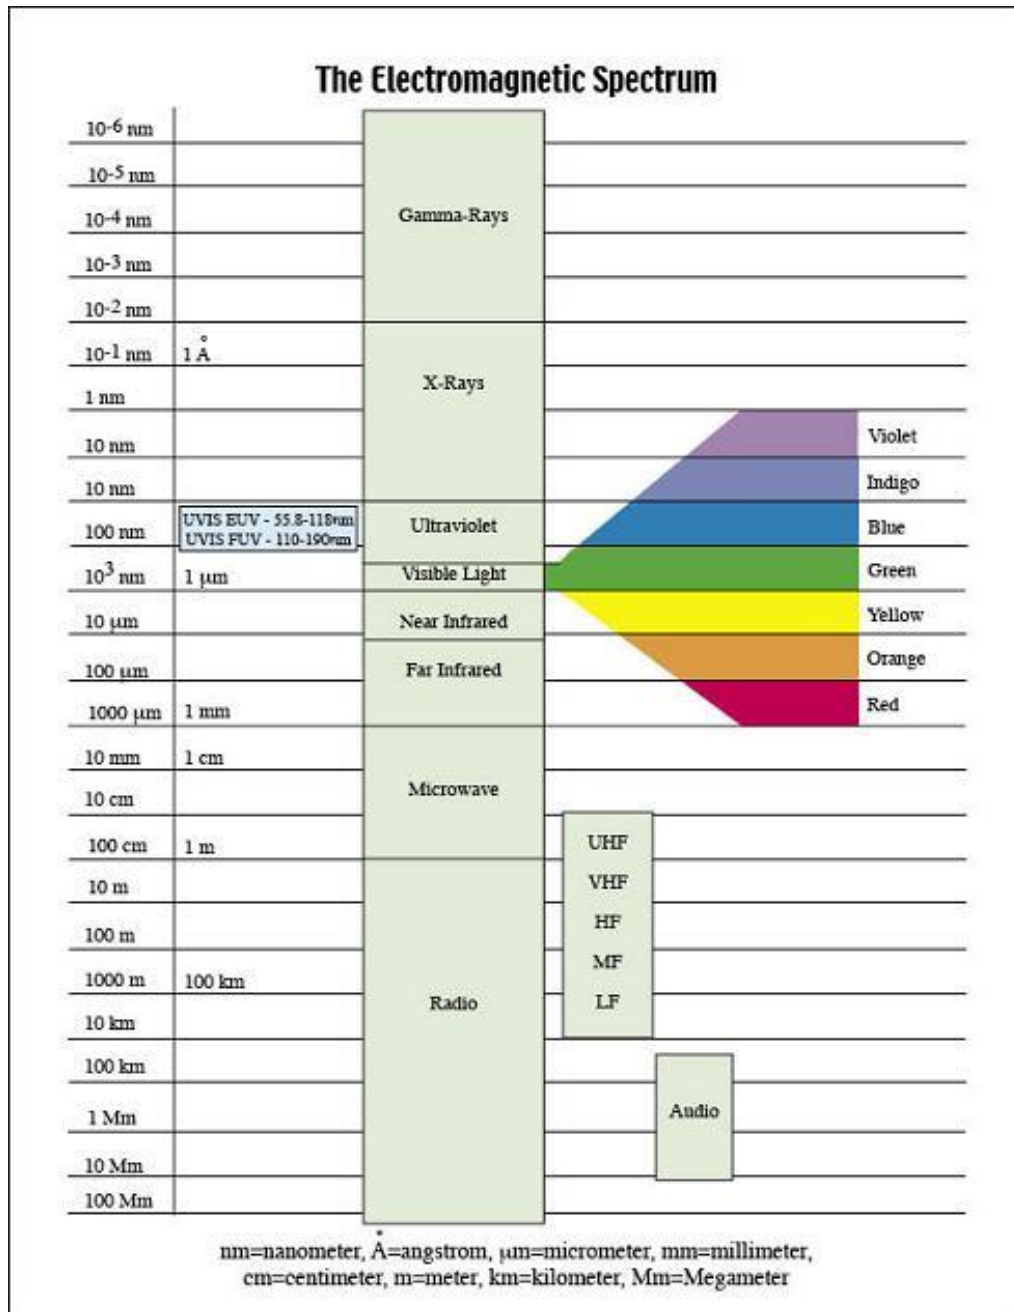 The Electromagnetic Spectrum
10-6 nm
10-5 nm
10-4 nm
Gamma-Rays
10-3 nm
10-2 nm
10-1 nm 1 Å
X-Rays
1 nm
10 nm
Violet
10 nm
Indigo
UVIS EUV - 55.8-118nm
UVIS FUV - 110-190nm
100 nm
Ultraviolet
Blue
10³ nm 1 µm
Visible Light
Green
10 µm
Near Infrared
Yellow
100 µm
Far Infrared
Orange
1000 µm 1 mm
Red
10 mm 1 cm
10 cm
Microwave
100 cm 1 m
UHF
10 m
VHF
100 m
HF
MF
1000 m 100 km
Radio
LF
10 km
100 km
1 Mm
Audio
10 Mm
100 Mm
nm=nanometer, Å=angstrom, µm=micrometer, mm=millimeter,
cm=centimeter, m=meter, km=kilometer, Mm=Megameter